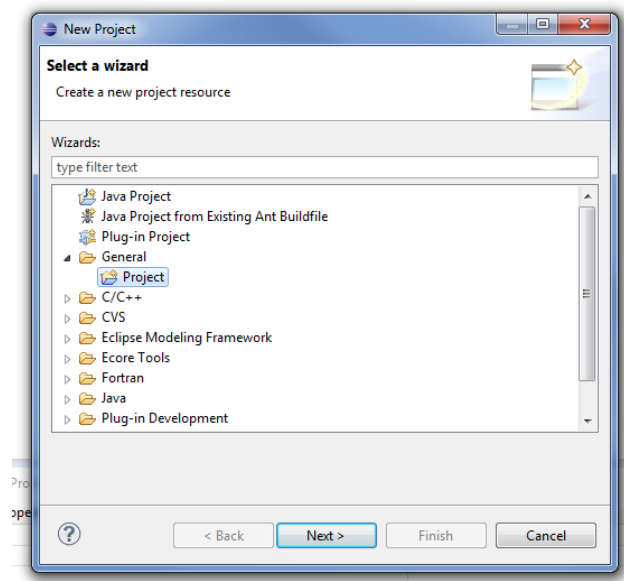 New Project
Select a wizard
Create a new project resource
Wizards:
type filter text
Java Project
Java Project from Existing Ant Buildfile
Plug-in Project
General
Project
C/C++
CVS
Eclipse Modeling Framework
Ecore Tools
Fortran
Java
Plug-in Development
Pro
ope
?
< Back
Next >
Finish
Cancel